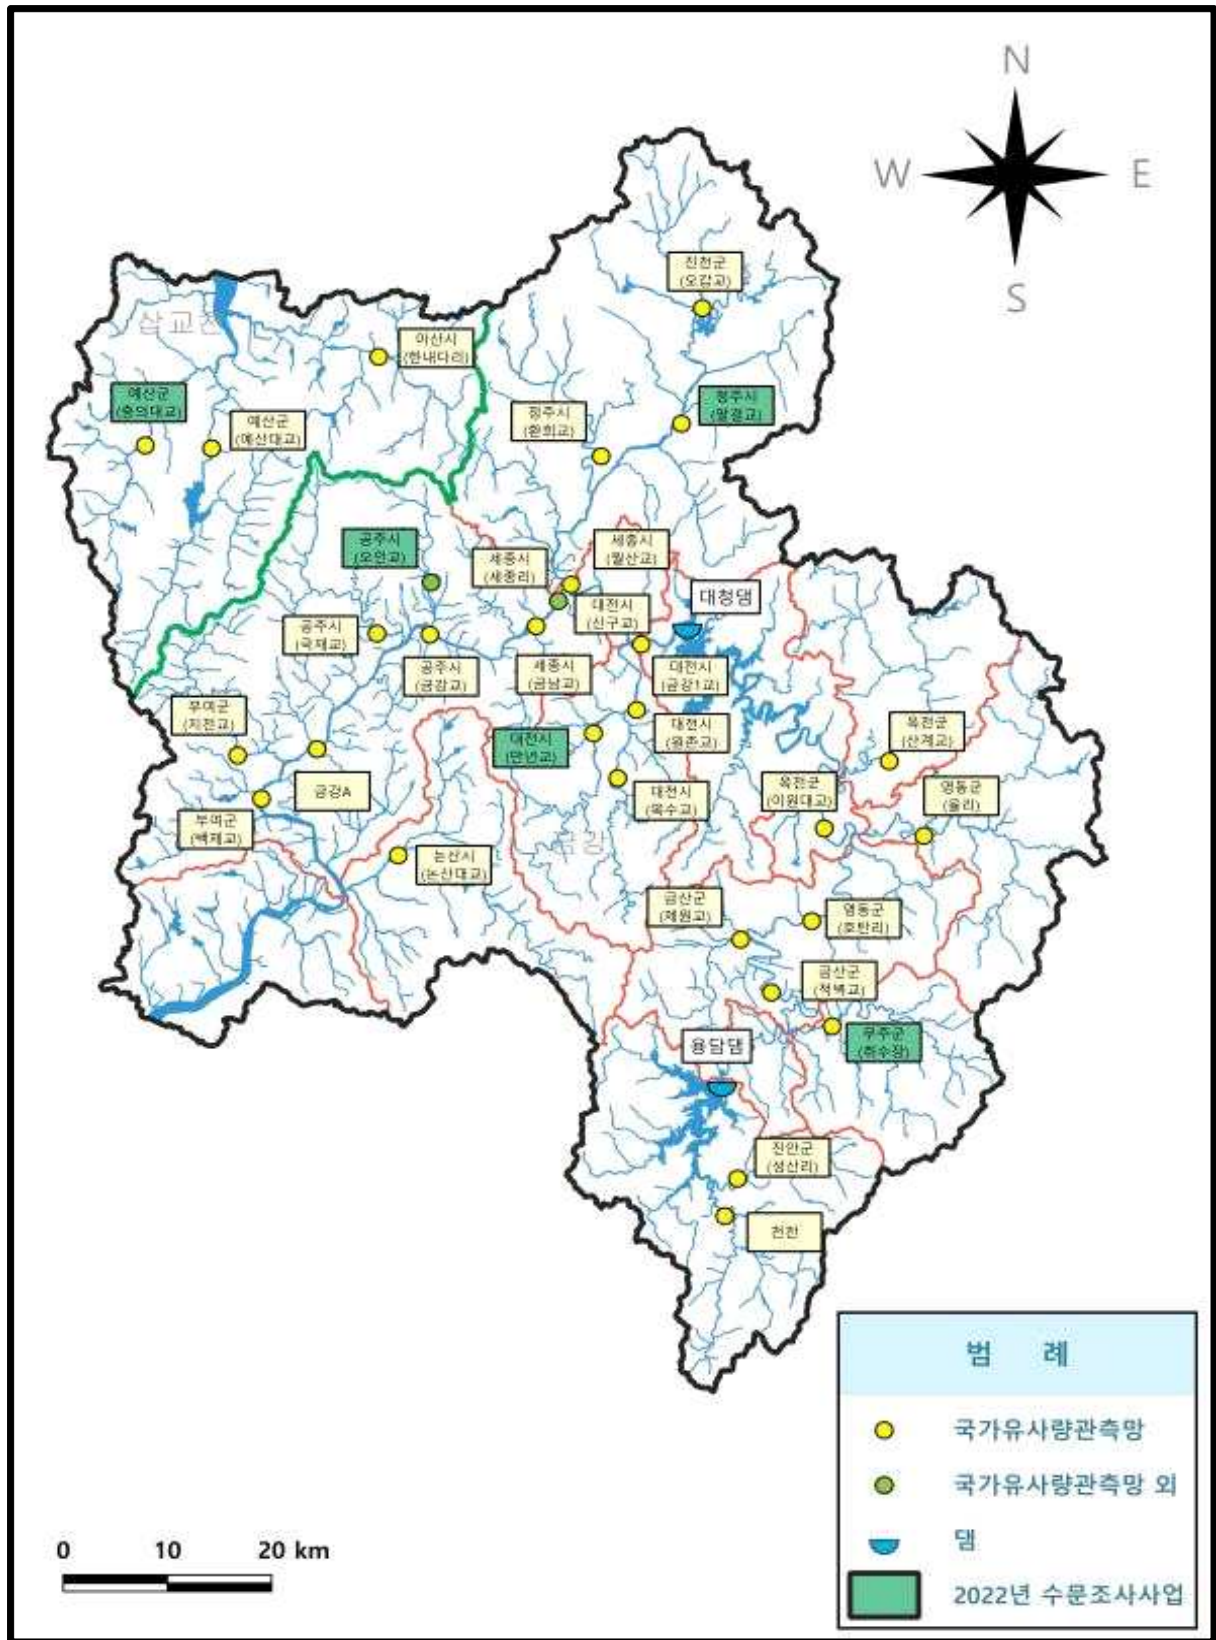 N
W
E
S
진천군
(오갑교)
삽교천
아산시
(한내다리)
예산군
(충의대교)
예산군
(예산대교)
청주시
(환희교)
청주시
(팔결교)
공주시
(오인교)
세종시
(세종리)
세종시
(월산교)
대전시
(신구교)
대청댐
공주시
(국재교)
공주시
(금강교)
세종시
(금남교)
대전시
(금강1교)
부여군
(지천교)
대전시
(만년교)
대전시
(원촌교)
옥천군
(산계교)
금강A
대전시
(복수교)
옥천군
(이원대교)
영동군
(율리)
부여군
(백제교)
금강
논산시
(논산대교)
금산군
(제원교)
영동군
(호탄리)
금산군
(적벽교)
용담댐
무주군
(취수장)
진안군
(성산리)
천천
범 례
국가유사량관측망
국가유사량관측망 외
댐
2022년 수문조사사업
0 10 20 km